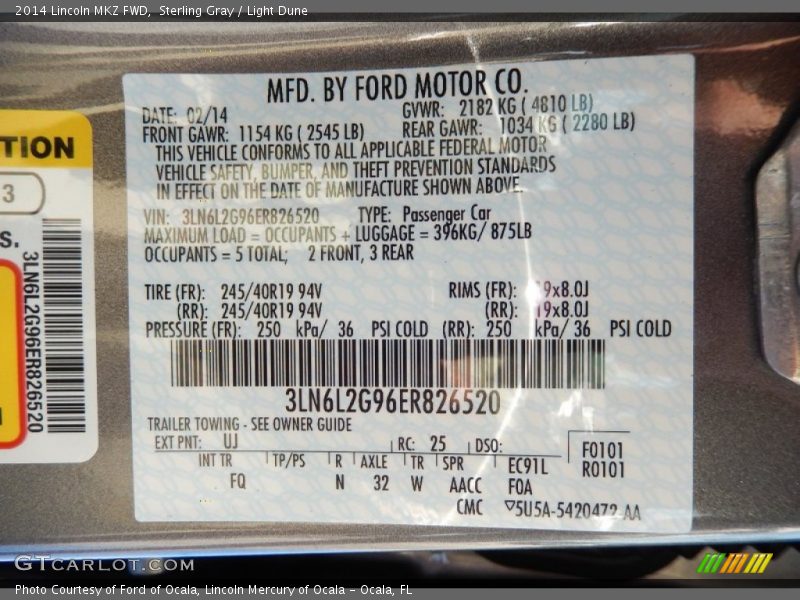 2014 Lincoln MKZ FWD, Sterling Gray / Light Dune
TION
3
S.
3LN6L2G96ER826520
MFD. BY FORD MOTOR CO.
DATE: 02/14 GVWR: 2182 KG ( 4810 LB)
FRONT GAWR: 1154 KG ( 2545 LB) REAR GAWR: 1034 KG ( 2280 LB)
THIS VEHICLE CONFORMS TO ALL APPLICABLE FEDERAL MOTOR
VEHICLE SAFETY, BUMPER, AND THEFT PREVENTION STANDARDS
IN EFFECT ON THE DATE OF MANUFACTURE SHOWN ABOVE.
VIN: 3LN6L2G96ER826520 TYPE: Passenger Car
MAXIMUM LOAD = OCCUPANTS + LUGGAGE = 396KG/ 875LB
OCCUPANTS = 5 TOTAL; 2 FRONT, 3 REAR
TIRE (FR): 245/40R19 94V RIMS (FR): 19x8.0J
(RR): 245/40R19 94V (RR): 19x8.0J
PRESSURE (FR): 250 kPa/ 36 PSI COLD (RR): 250 kPa/ 36 PSI COLD
3LN6L2G96ER826520
TRAILER TOWING - SEE OWNER GUIDE
EXT PNT: UJ RC: 25 DSO: F0101
INT TR TP/PS R AXLE TR SPR EC91L R0101
FQ N 32 W AACC FOA
CMC 5U5A-5420472-AA
GTCARLOT.COM
Photo Courtesy of Ford of Ocala, Lincoln Mercury of Ocala - Ocala, FL